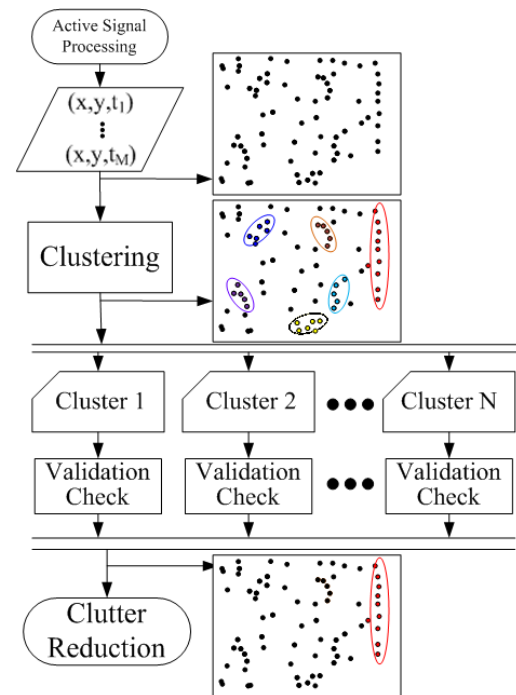 Active Signal
Processing
(x,y,t1)
(x,y,tM)
Clustering
Cluster 1
Cluster 2
Cluster N
Validation
Check
Validation
Check
Validation
Check
Clutter
Reduction